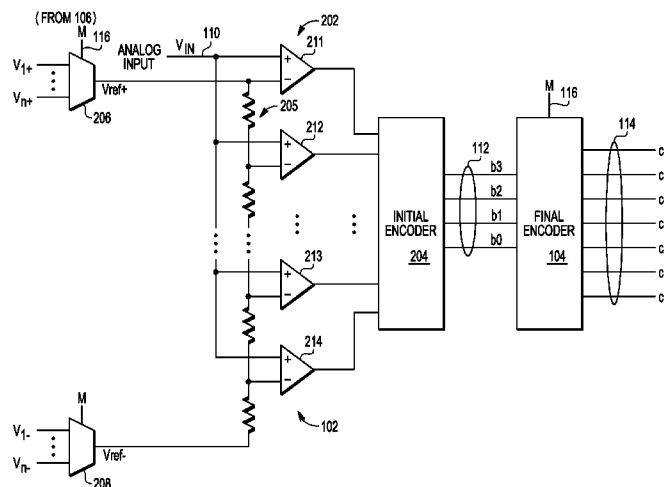 (FROM 106)
M
116
V1+
Vn+
Vref+
206
ANALOG
INPUT
VIN
110
202
211
205
212
213
214
102
INITIAL
ENCODER
204
112
b3
b2
b1
b0
M
116
FINAL
ENCODER
104
114
c
c
c
c
c
c
c
M
V1-
Vn-
Vref-
208